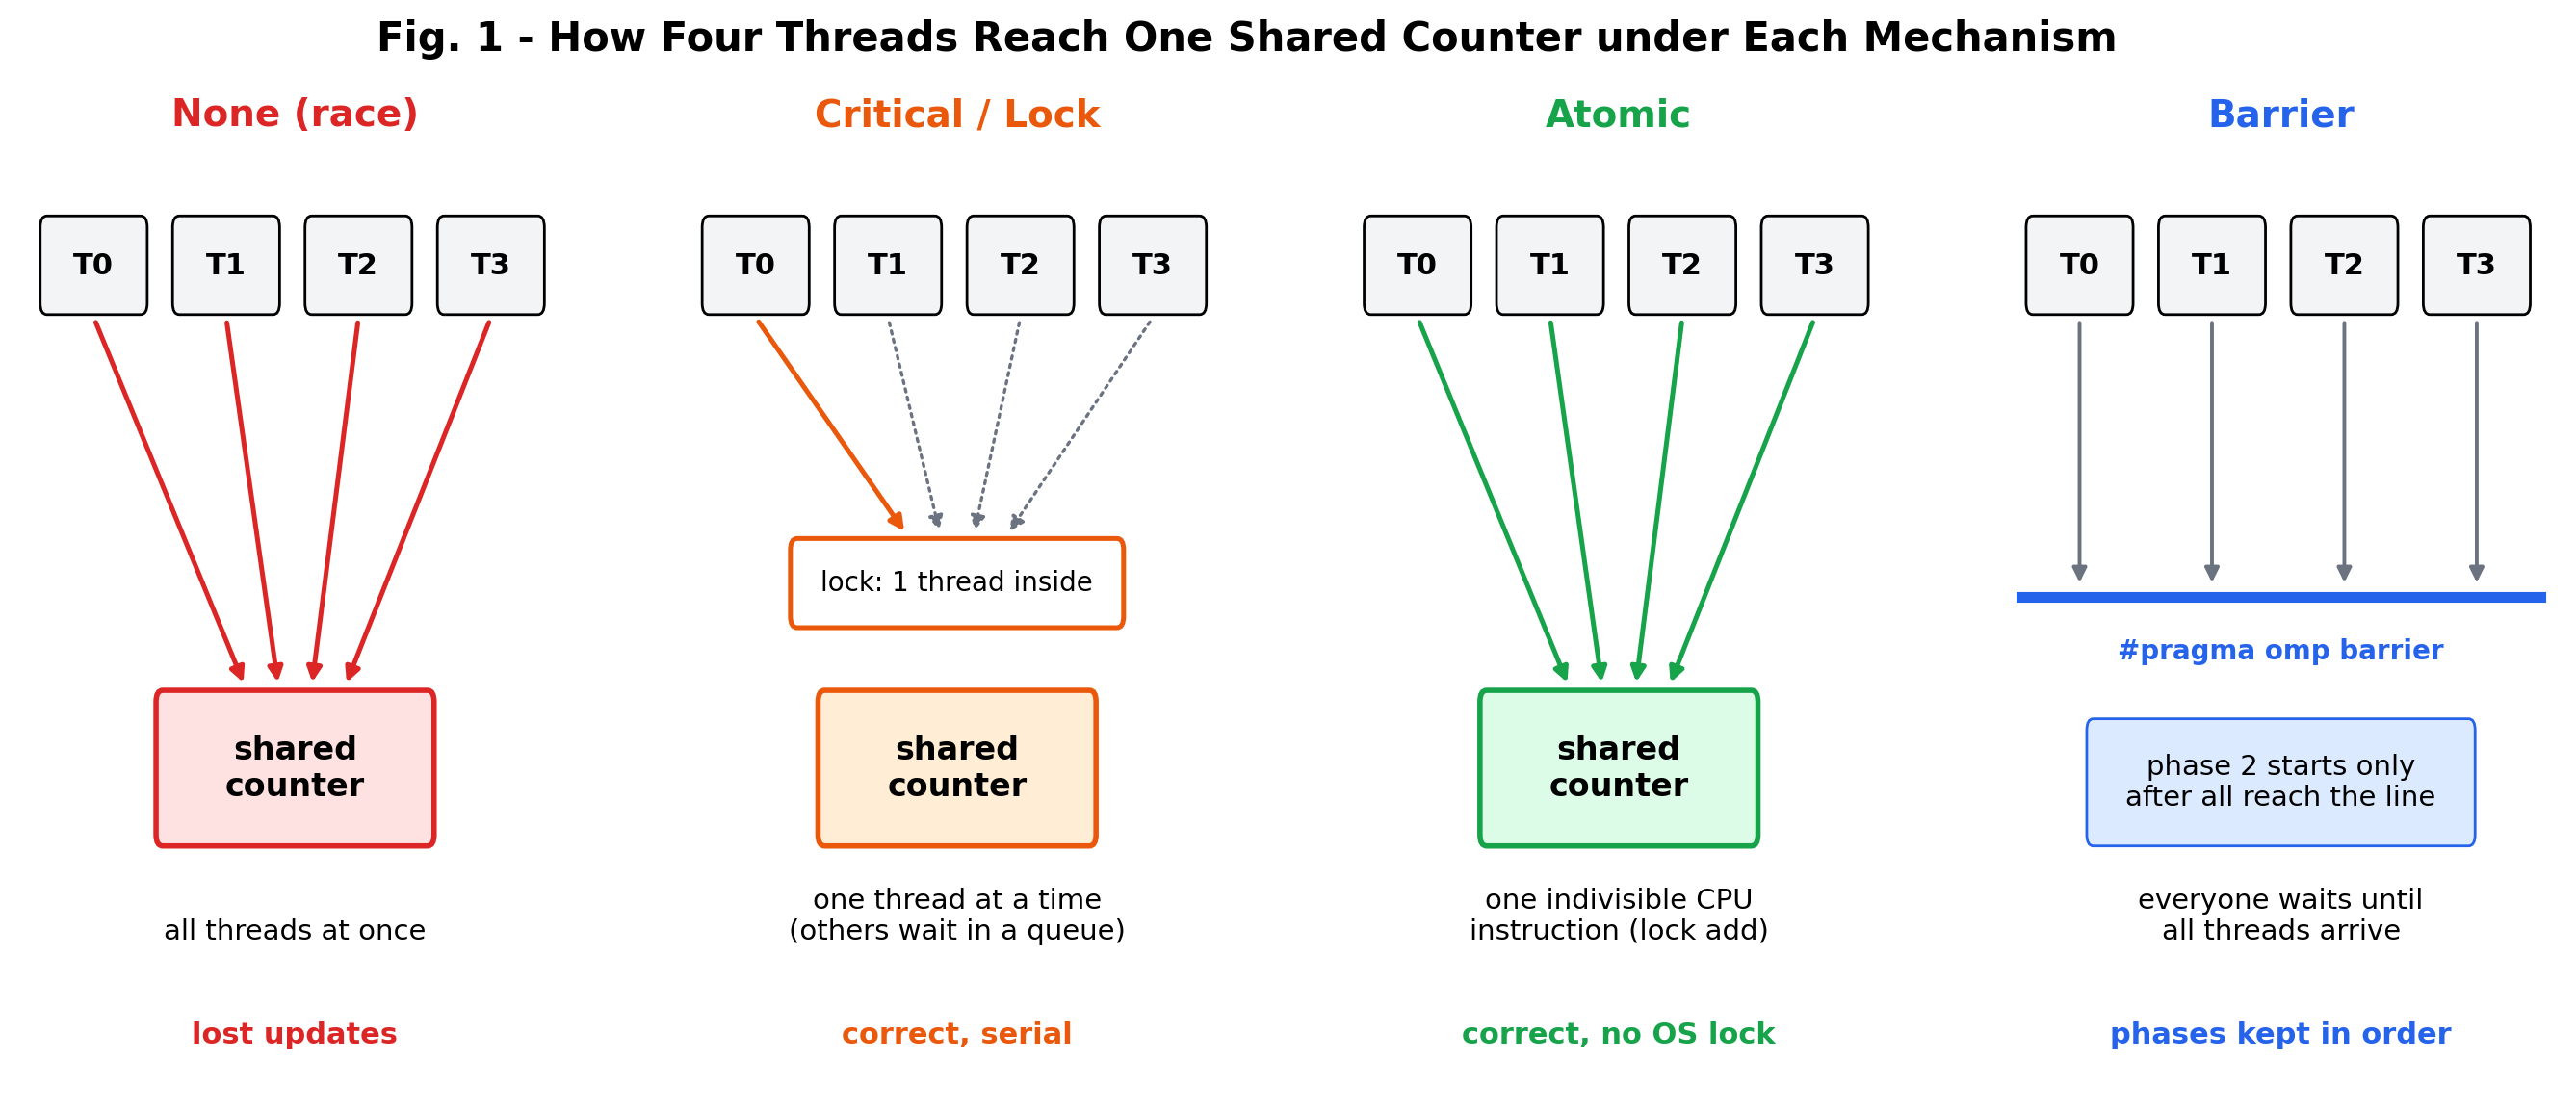 Fig. 1 - How Four Threads Reach One Shared Counter under Each Mechanism
None (race)
T0 T1 T2 T3
shared
counter
all threads at once
lost updates
Critical / Lock
T0 T1 T2 T3
lock: 1 thread inside
shared
counter
one thread at a time
(others wait in a queue)
correct, serial
Atomic
T0 T1 T2 T3
shared
counter
one indivisible CPU
instruction (lock add)
correct, no OS lock
Barrier
T0 T1 T2 T3
#pragma omp barrier
phase 2 starts only
after all reach the line
everyone waits until
all threads arrive
phases kept in order